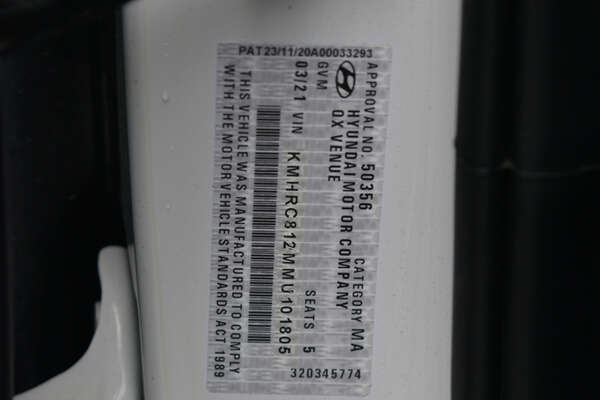 PAT23/11/20A00033293
APPROVAL NO. 50356 CATEGORY MA
HYUNDAI MOTOR COMPANY
QX VENUE
GVM SEATS 5
03/21 VIN KMHRC812MMU101805
THIS VEHICLE WAS MANUFACTURED TO COMPLY
WITH THE MOTOR VEHICLE STANDARDS ACT 1989
320345774